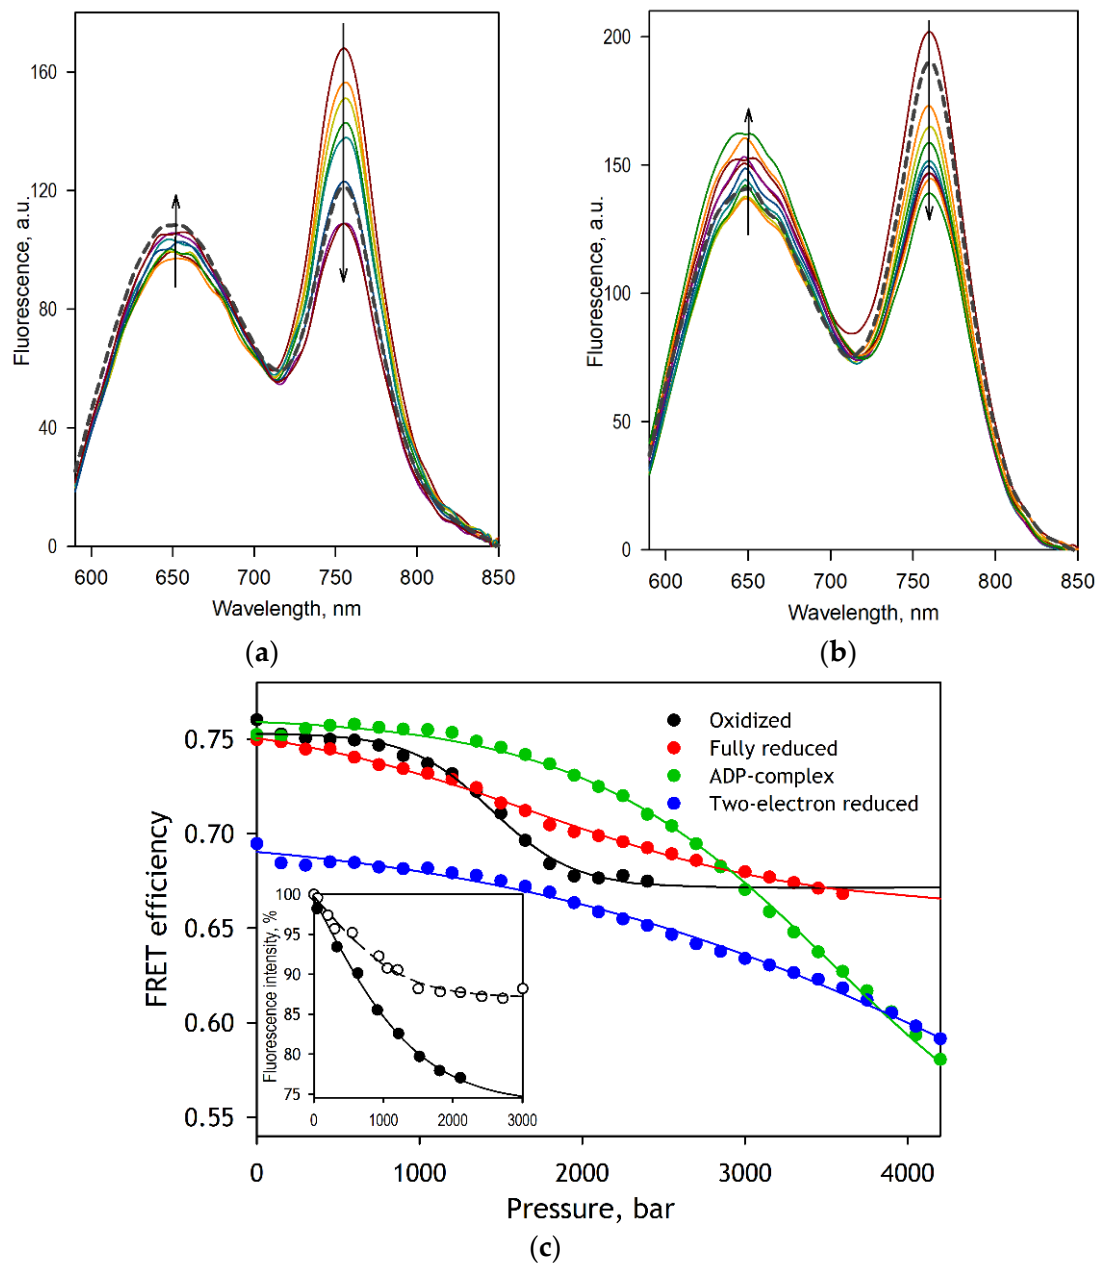 160
120
80
40
0
Fluorescence, a.u.
600 650 700 750 800 850
Wavelength, nm
(a)
200
150
100
50
0
Fluorescence, a.u.
600 650 700 750 800 850
Wavelength, nm
(b)
0.75
0.70
0.65
0.60
0.55
FRET efficiency
Oxidized
Fully reduced
ADP-complex
Two-electron reduced
100
95
90
85
80
75
Fluorescence intensity, %
0 1000 2000 3000
0 1000 2000 3000 4000
Pressure, bar
(c)